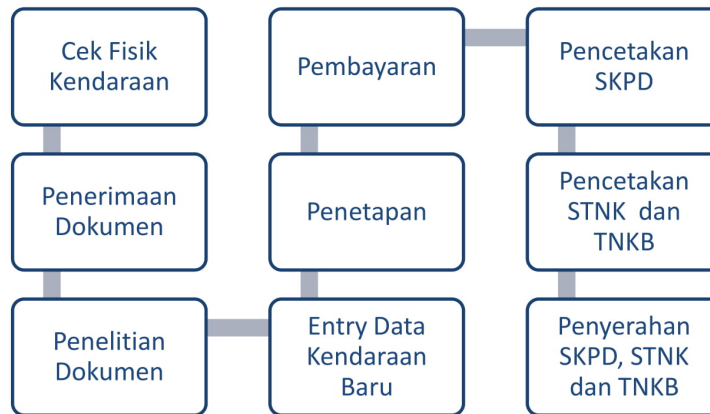 Cek Fisik
Kendaraan
Penerimaan
Dokumen
Penelitian
Dokumen
Entry Data
Kendaraan
Baru
Penetapan
Pembayaran
Pencetakan
SKPD
Pencetakan
STNK dan
TNKB
Penyerahan
SKPD, STNK
dan TNKB